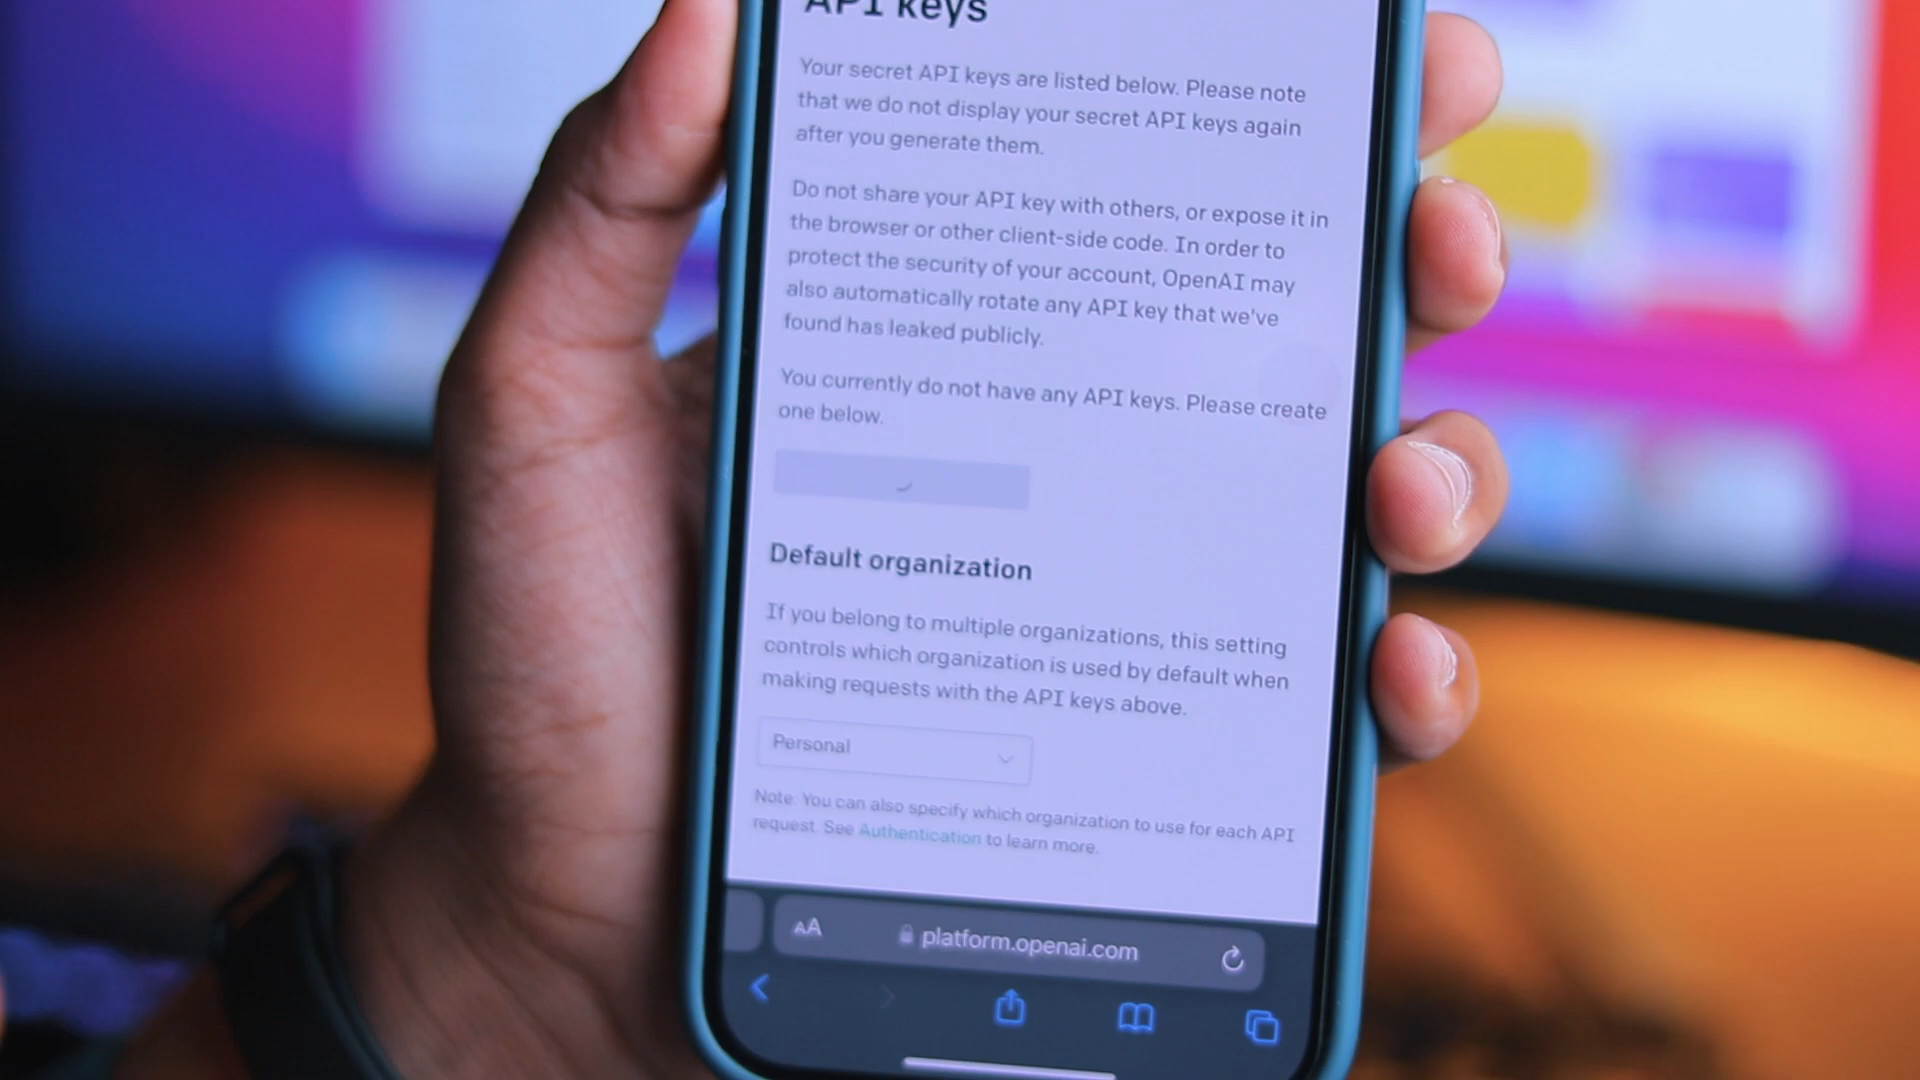 API keys
Your secret API keys are listed below. Please note
that we do not display your secret API keys again
after you generate them.
Do not share your API key with others, or expose it in
the browser or other client-side code. In order to
protect the security of your account, OpenAI may
also automatically rotate any API key that we've
found has leaked publicly.
You currently do not have any API keys. Please create
one below.
Default organization
If you belong to multiple organizations, this setting
controls which organization is used by default when
making requests with the API keys above.
Personal
Note: You can also specify which organization to use for each API
request. See Authentication to learn more.
AA platform.openai.com